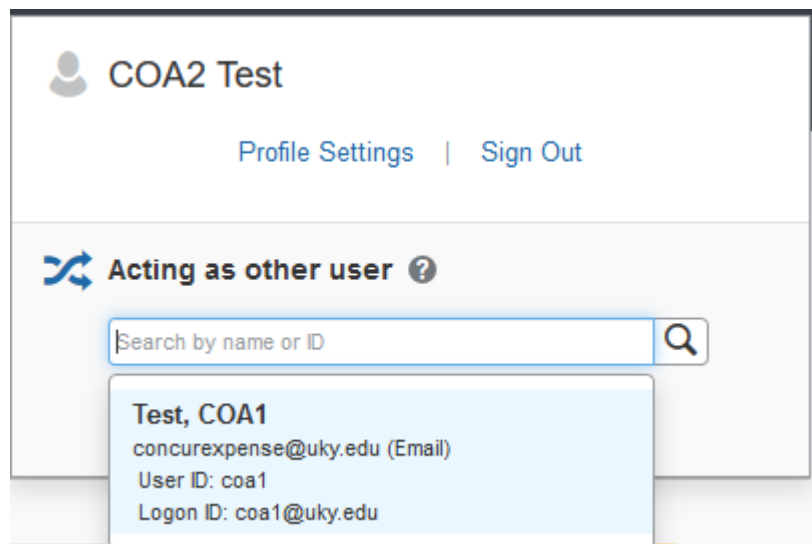 COA2 Test
Profile Settings | Sign Out
Acting as other user ?
Search by name or ID
Test, COA1
concurexpense@uky.edu (Email)
User ID: coa1
Logon ID: coa1@uky.edu